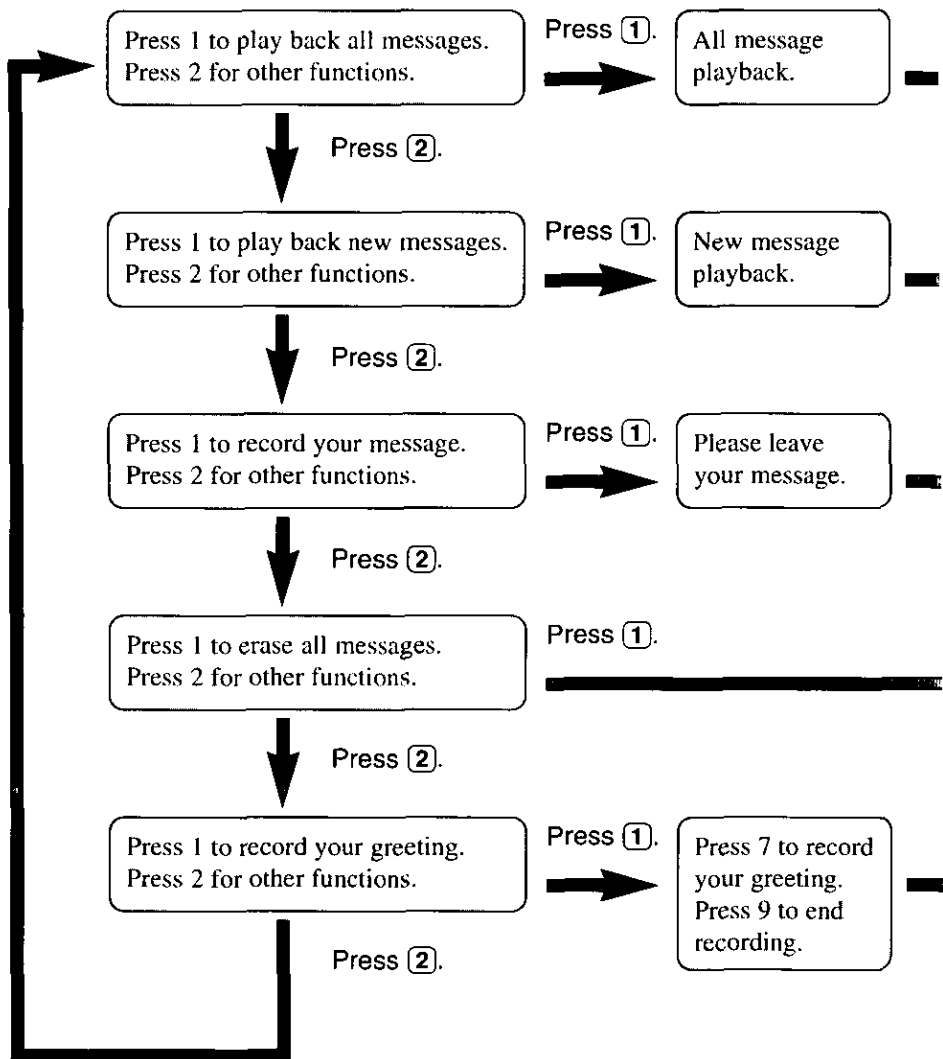 Press 1 to play back all messages.
Press 2 for other functions.
Press 1.
All message
playback.
Press 2.
Press 1 to play back new messages.
Press 2 for other functions.
Press 1.
New message
playback.
Press 2.
Press 1 to record your message.
Press 2 for other functions.
Press 1.
Please leave
your message.
Press 2.
Press 1 to erase all messages.
Press 2 for other functions.
Press 1.
Press 2.
Press 1 to record your greeting.
Press 2 for other functions.
Press 1.
Press 7 to record
your greeting.
Press 9 to end
recording.
Press 2.